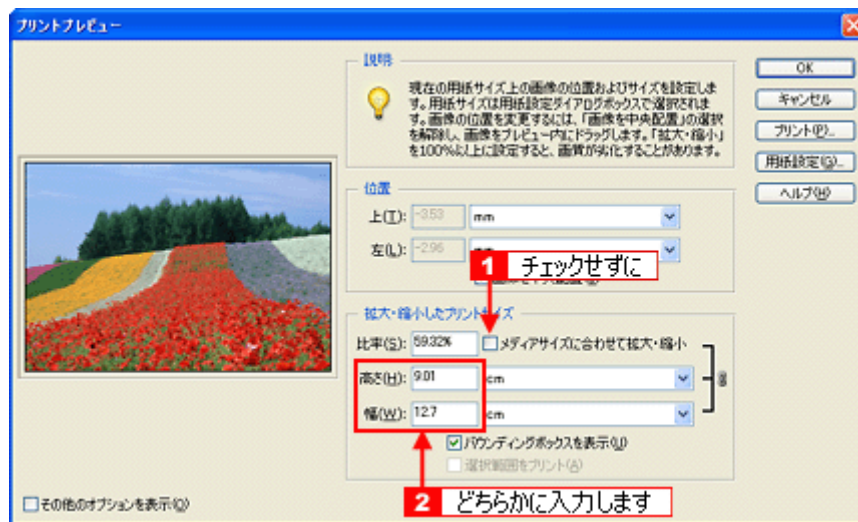 プリントプレビュー
説明
現在の用紙サイズ上の画像の位置およびサイズを設定しま
す。用紙サイズは用紙設定ダイアログボックスで選択されま
す。画像の位置を変更するには、「画像を中央配置」の選択
を解除し、画像をプレビュー内にドラッグします。「拡大・縮小」
を100%以上に設定すると、画質が劣化することがあります。
OK
キャンセル
プリント(P)...
用紙設定(G)...
ヘルプ(H)
位置
上(T): -3.53 mm
左(L): -2.96
1 チェックせずに
拡大・縮小したプリントサイズ
比率(S): 59.32% メディアサイズに合わせて拡大・縮小
高さ(H): 9.01 cm
幅(W): 12.7 cm
バウンディングボックスを表示(U)
選択範囲をプリント(A)
その他のオプションを表示(O)
2 どちらかに入力します